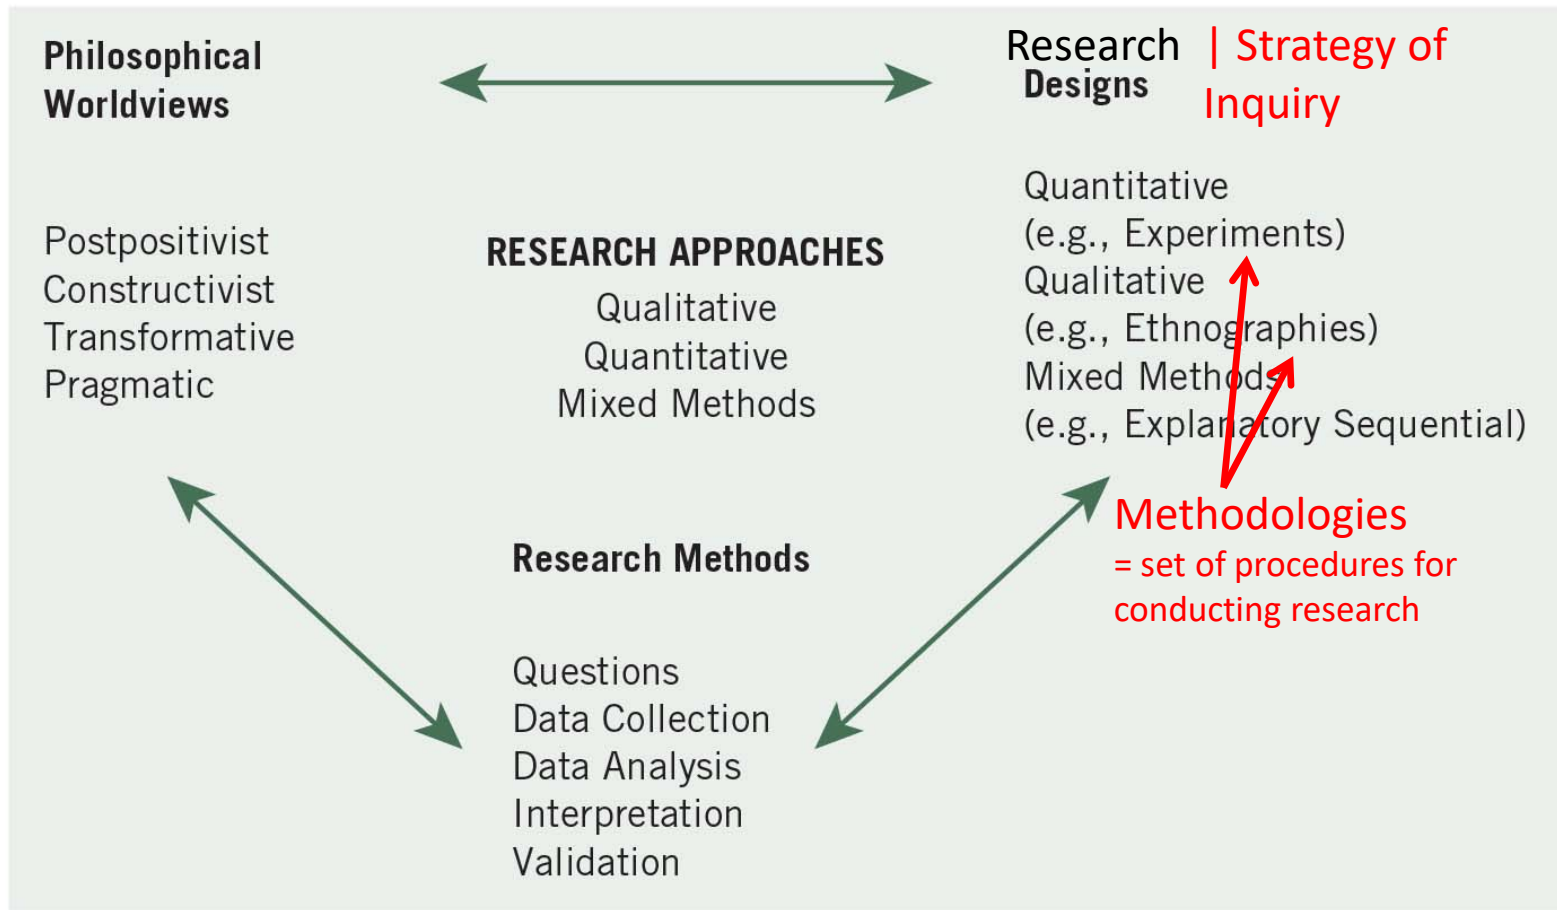 Philosophical
Worldviews
Research | Strategy of
Designs Inquiry
Postpositivist
Constructivist
Transformative
Pragmatic
RESEARCH APPROACHES
Qualitative
Quantitative
Mixed Methods
Quantitative
(e.g., Experiments)
Qualitative
(e.g., Ethnographies)
Mixed Methods
(e.g., Explanatory Sequential)
Methodologies
= set of procedures for
conducting research
Research Methods
Questions
Data Collection
Data Analysis
Interpretation
Validation